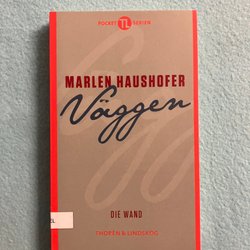 POCKET TL SERIEN
MARLEN HAUSHOFER
Väggen
DIE WAND
THORÉN & LINDSKOG